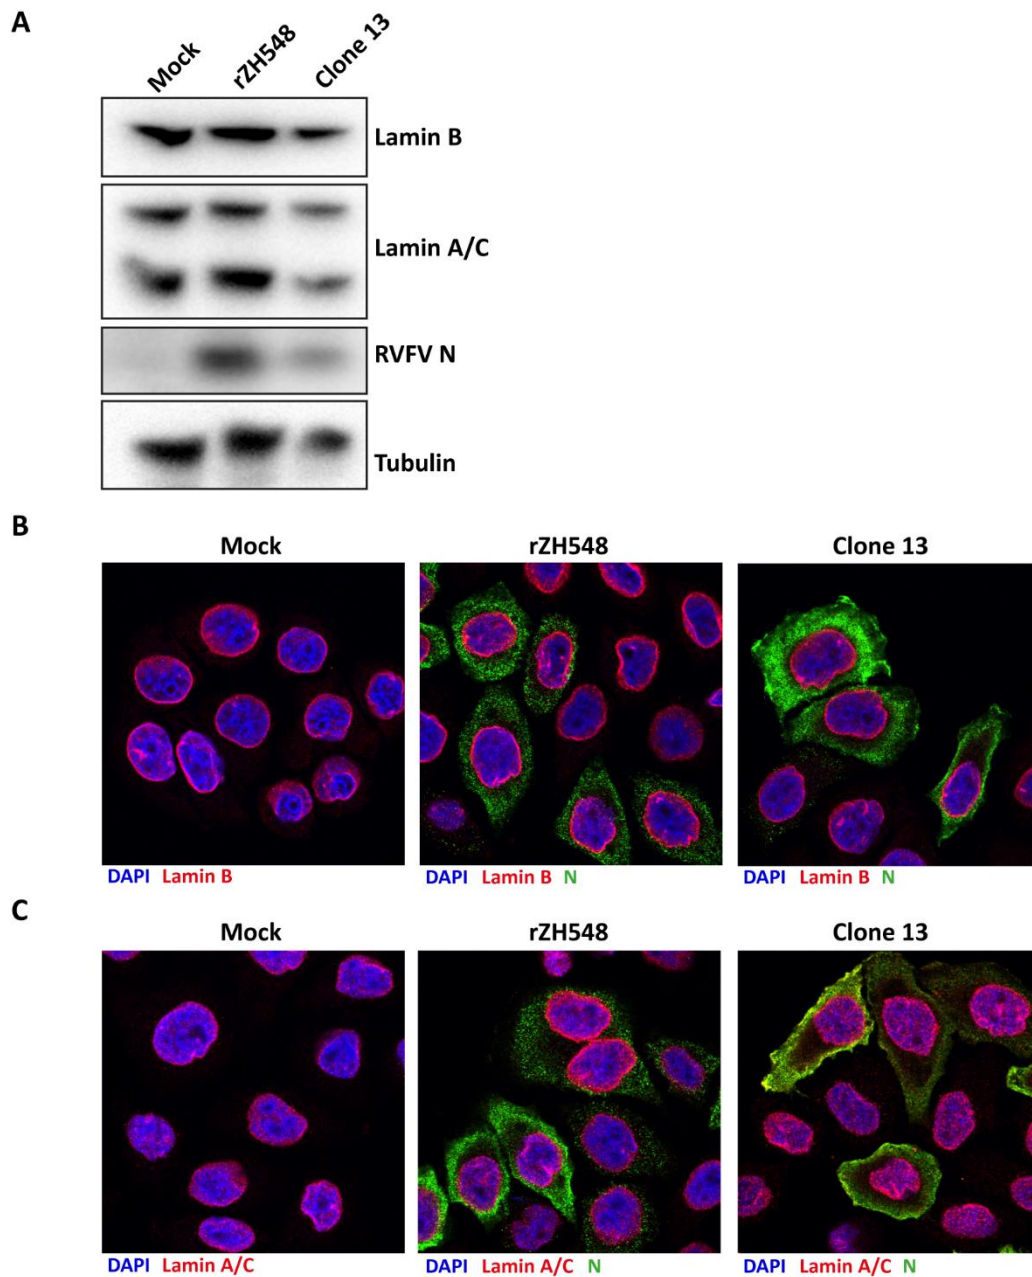 A
Mock rZH548 Clone 13
Lamin B
Lamin A/C
RVFV N
Tubulin
B
Mock rZH548 Clone 13
DAPI Lamin B DAPI Lamin B N DAPI Lamin B N
C
Mock rZH548 Clone 13
DAPI Lamin A/C DAPI Lamin A/C N DAPI Lamin A/C N